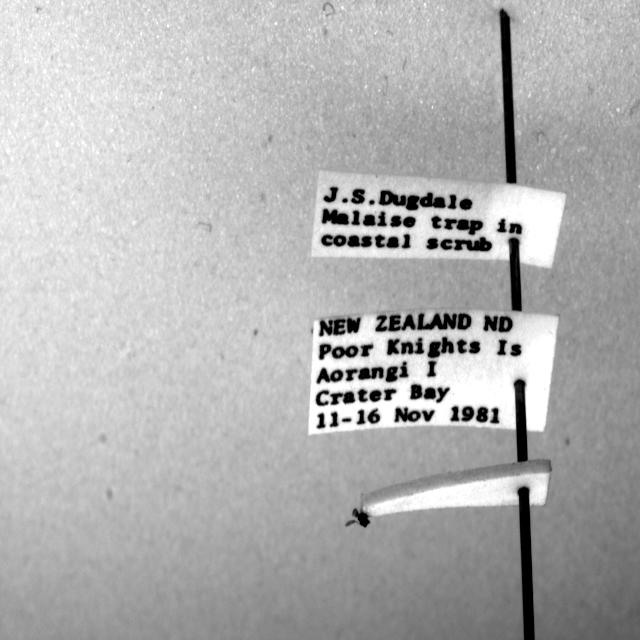 J.S.Dugdale
Malaise trap in
coastal scrub
NEW ZEALAND ND
Poor Knights Is
Aorangi I
Crater Bay
11-16 Nov 1981